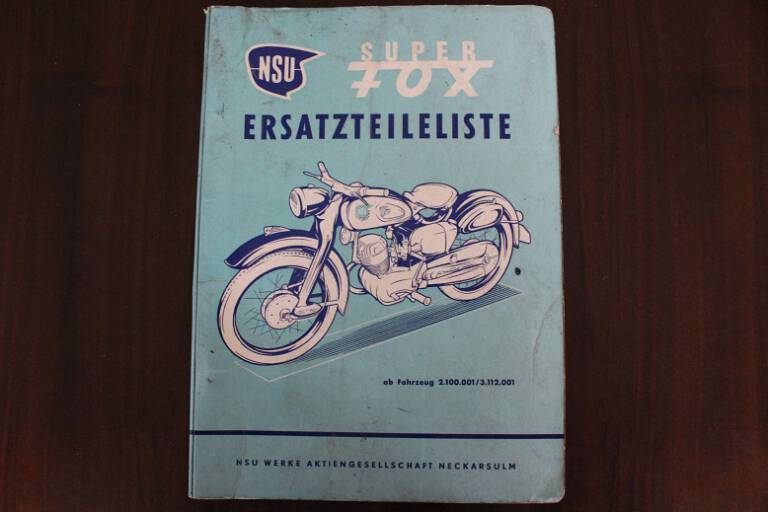 NSU
SUPER
FOX
ERSATZTEILELISTE
ab Fahrzeug 2.100.001/3.112.001
NSU WERKE AKTIENGESELLSCHAFT NECKARSULM